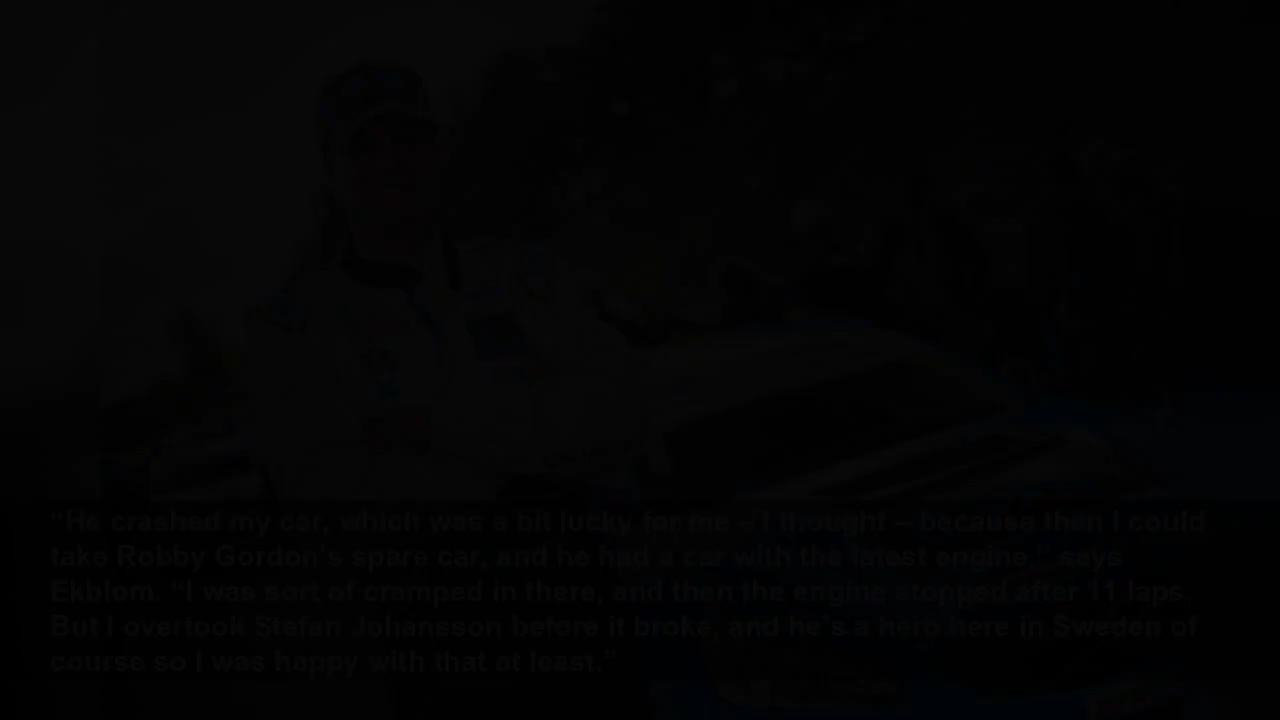 “He crashed my car, which was a bit lucky for me – I thought – because then I could
take Robby Gordon’s spare car, and he had a car with the latest engine,” says
Ekblom. “I was sort of cramped in there, and then the engine stopped after 11 laps.
But I overtook Stefan Johansson before it broke, and he’s a hero here in Sweden of
course so I was happy with that at least.”